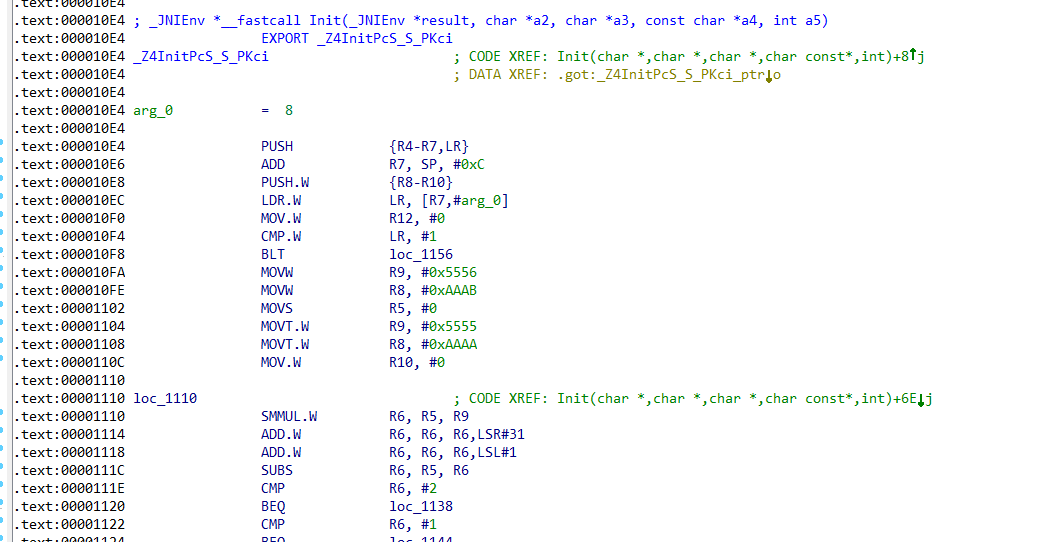 .text:000010E4
.text:000010E4 ; _JNIEnv *__fastcall Init(_JNIEnv *result, char *a2, char *a3, const char *a4, int a5)
.text:000010E4 EXPORT _Z4InitPcS_S_PKci
.text:000010E4 _Z4InitPcS_S_PKci ; CODE XREF: Init(char *,char *,char *,char const*,int)+8↑j
.text:000010E4 ; DATA XREF: .got:_Z4InitPcS_S_PKci_ptr↓o
.text:000010E4
.text:000010E4 arg_0 = 8
.text:000010E4
.text:000010E4 PUSH {R4-R7,LR}
.text:000010E6 ADD R7, SP, #0xC
.text:000010E8 PUSH.W {R8-R10}
.text:000010EC LDR.W LR, [R7,#arg_0]
.text:000010F0 MOV.W R12, #0
.text:000010F4 CMP.W LR, #1
.text:000010F8 BLT loc_1156
.text:000010FA MOVW R9, #0x5556
.text:000010FE MOVW R8, #0xAAAB
.text:00001102 MOVS R5, #0
.text:00001104 MOVT.W R9, #0x5555
.text:00001108 MOVT.W R8, #0xAAAA
.text:0000110C MOV.W R10, #0
.text:00001110
.text:00001110 loc_1110 ; CODE XREF: Init(char *,char *,char *,char const*,int)+6E↓j
.text:00001110 SMMUL.W R6, R5, R9
.text:00001114 ADD.W R6, R6, R6,LSR#31
.text:00001118 ADD.W R6, R6, R6,LSL#1
.text:0000111C SUBS R6, R5, R6
.text:0000111E CMP R6, #2
.text:00001120 BEQ loc_1138
.text:00001122 CMP R6, #1
.text:00001124 BEQ loc_1144